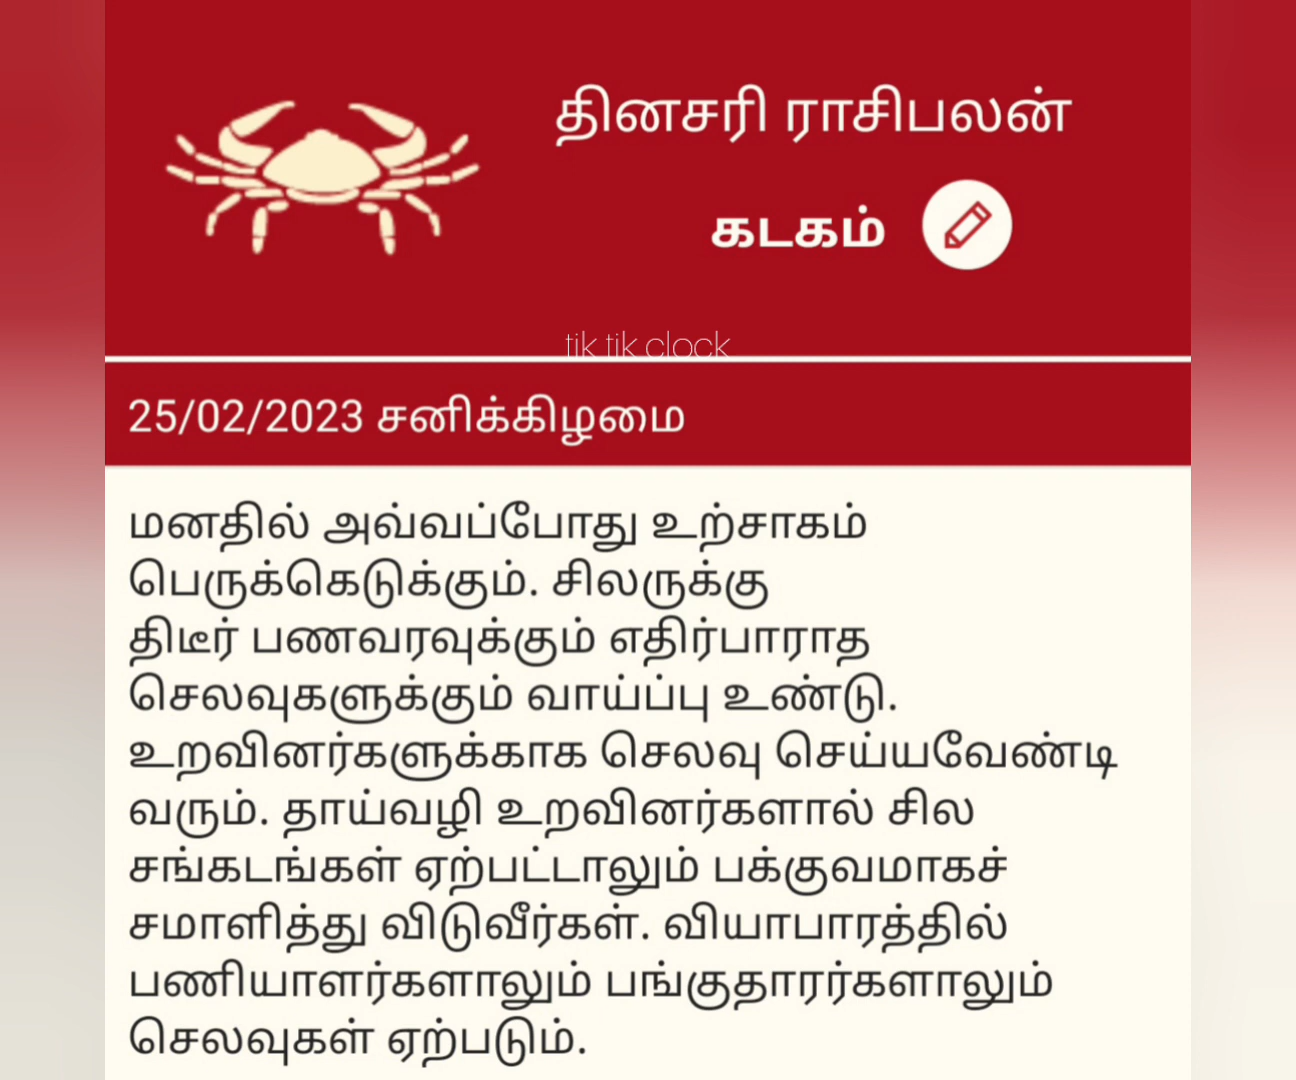 தினசரி ராசிபலன்
கடகம்
tik tik clock
25/02/2023 சனிக்கிழமை
மனதில் அவ்வப்போது உற்சாகம்
பெருக்கெடுக்கும். சிலருக்கு
திடீர் பணவரவுக்கும் எதிர்பாராத
செலவுகளுக்கும் வாய்ப்பு உண்டு.
உறவினர்களுக்காக செலவு செய்யவேண்டி
வரும். தாய்வழி உறவினர்களால் சில
சங்கடங்கள் ஏற்பட்டாலும் பக்குவமாகச்
சமாளித்து விடுவீர்கள். வியாபாரத்தில்
பணியாளர்களாலும் பங்குதாரர்களாலும்
செலவுகள் ஏற்படும்.